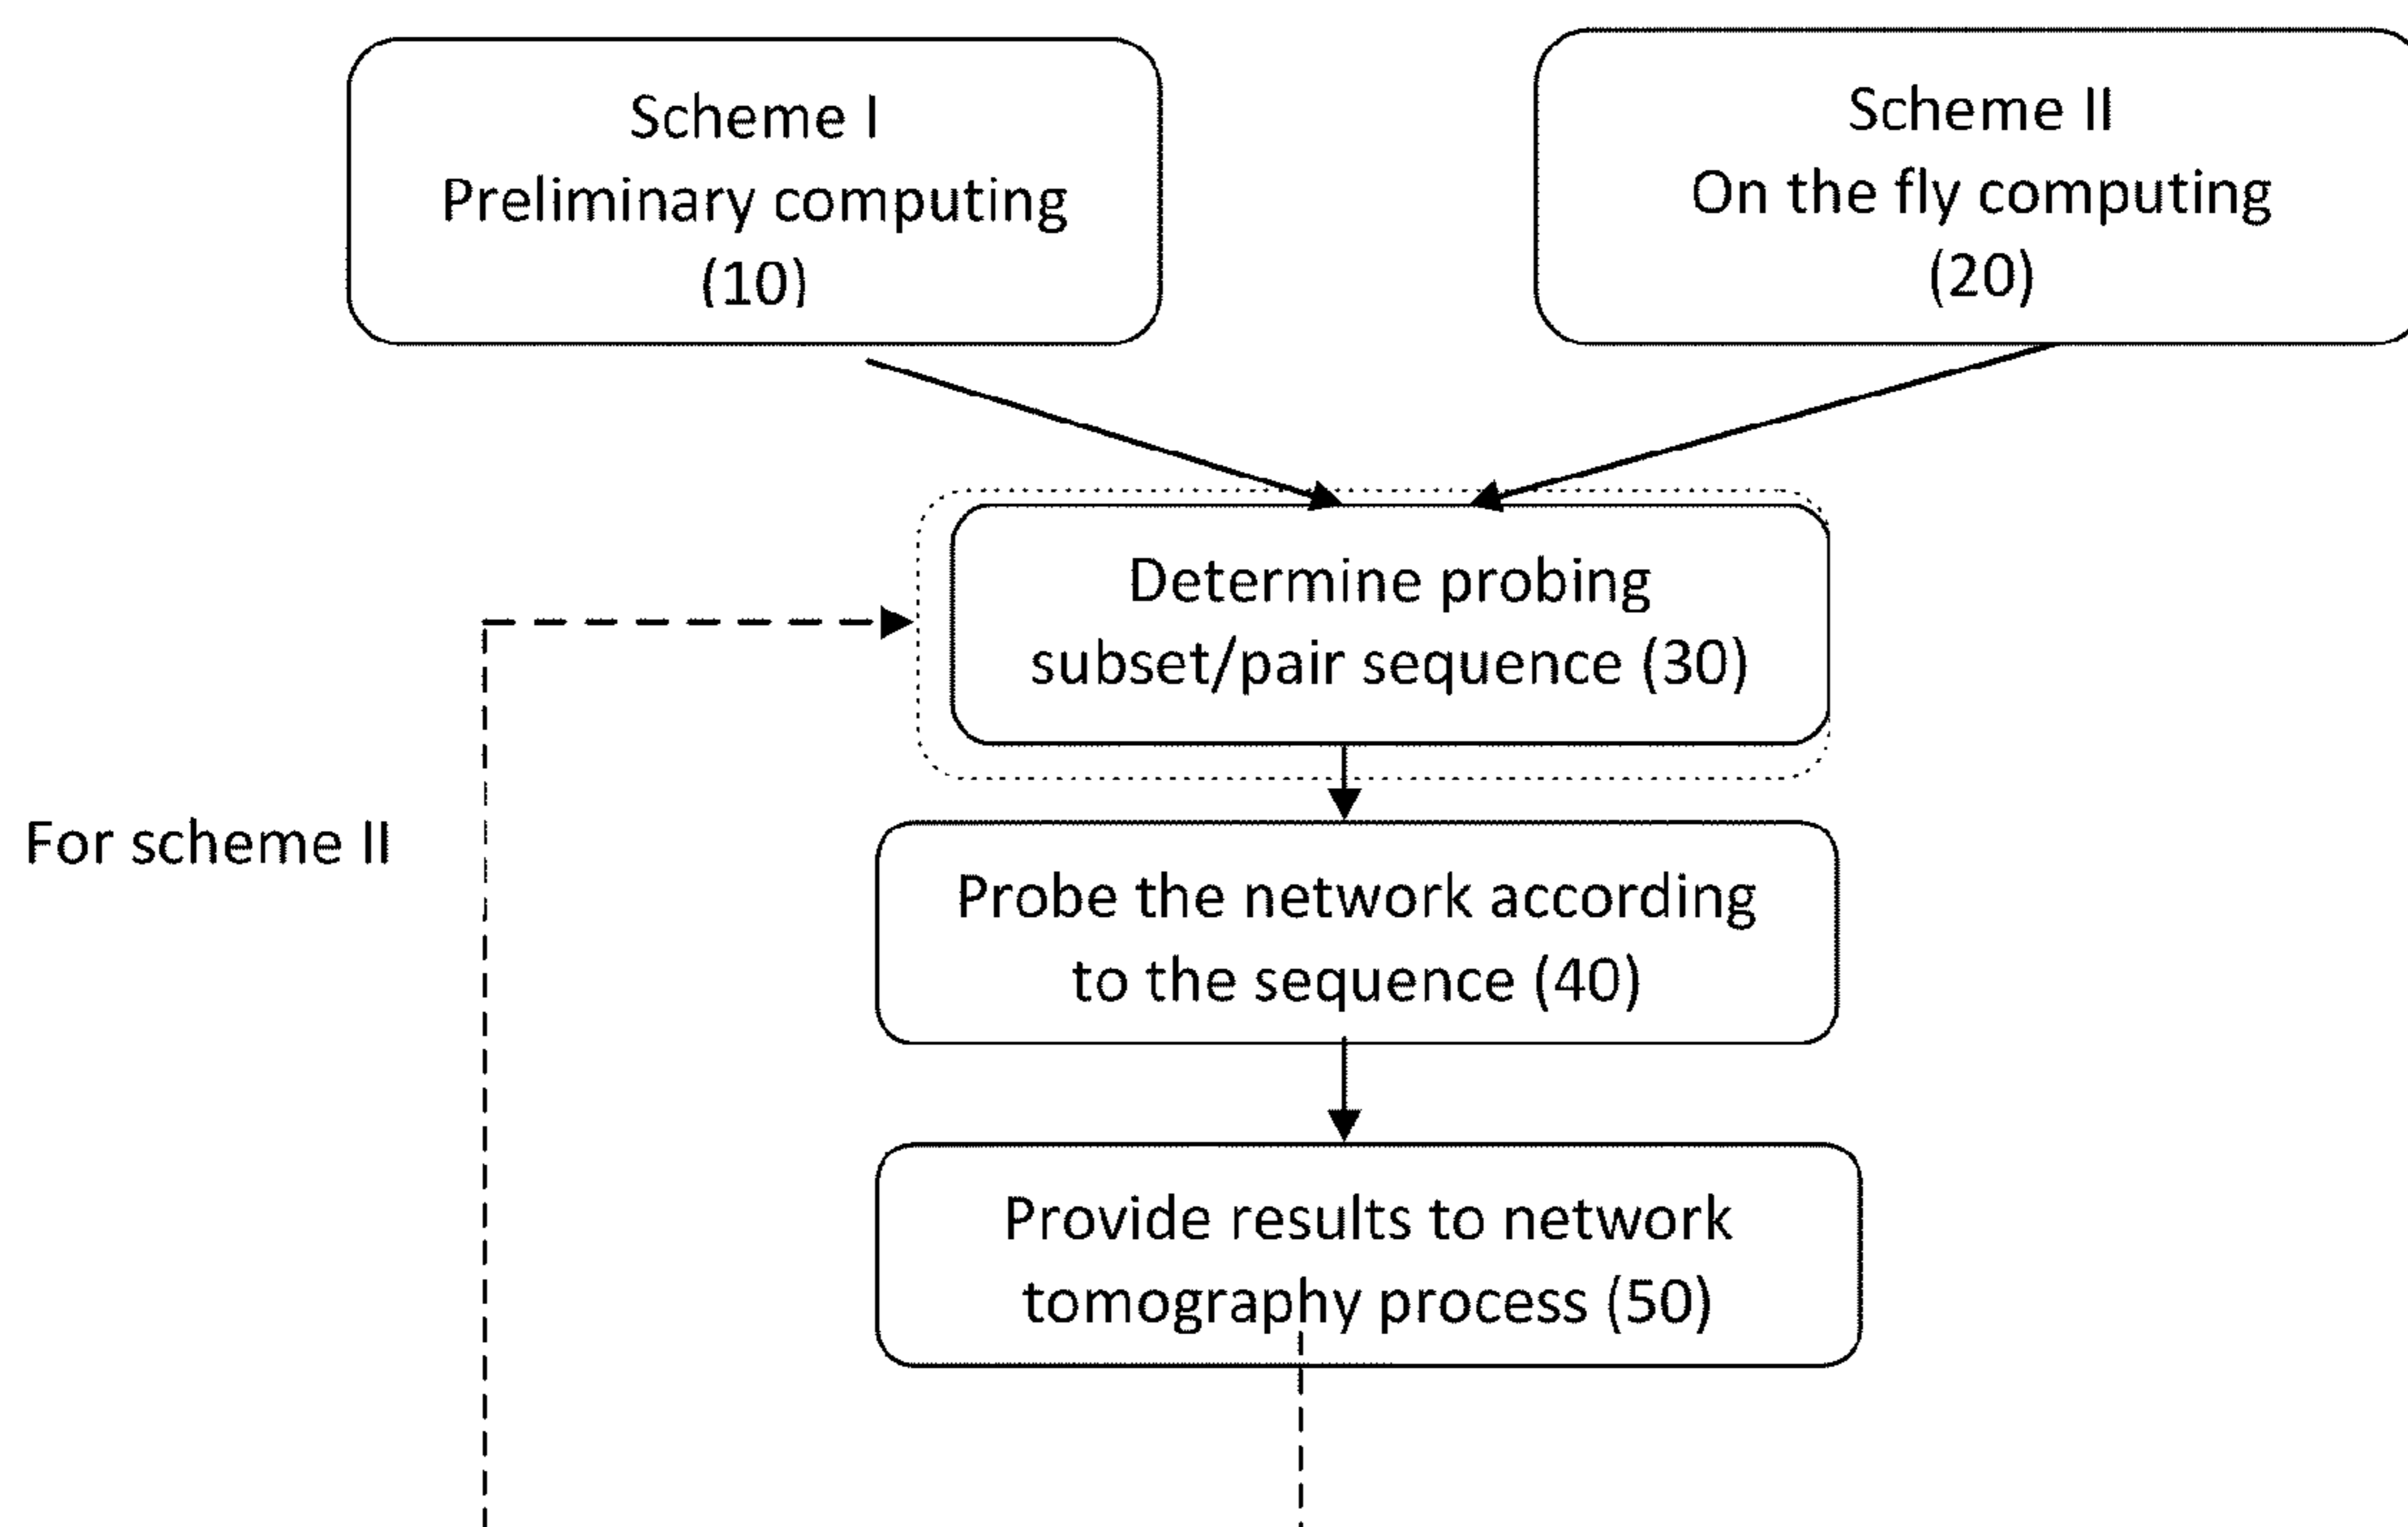 Scheme I
Preliminary computing
(10)
Scheme II
On the fly computing
(20)
Determine probing
subset/pair sequence (30)
For scheme II
Probe the network according
to the sequence (40)
Provide results to network
tomography process (50)